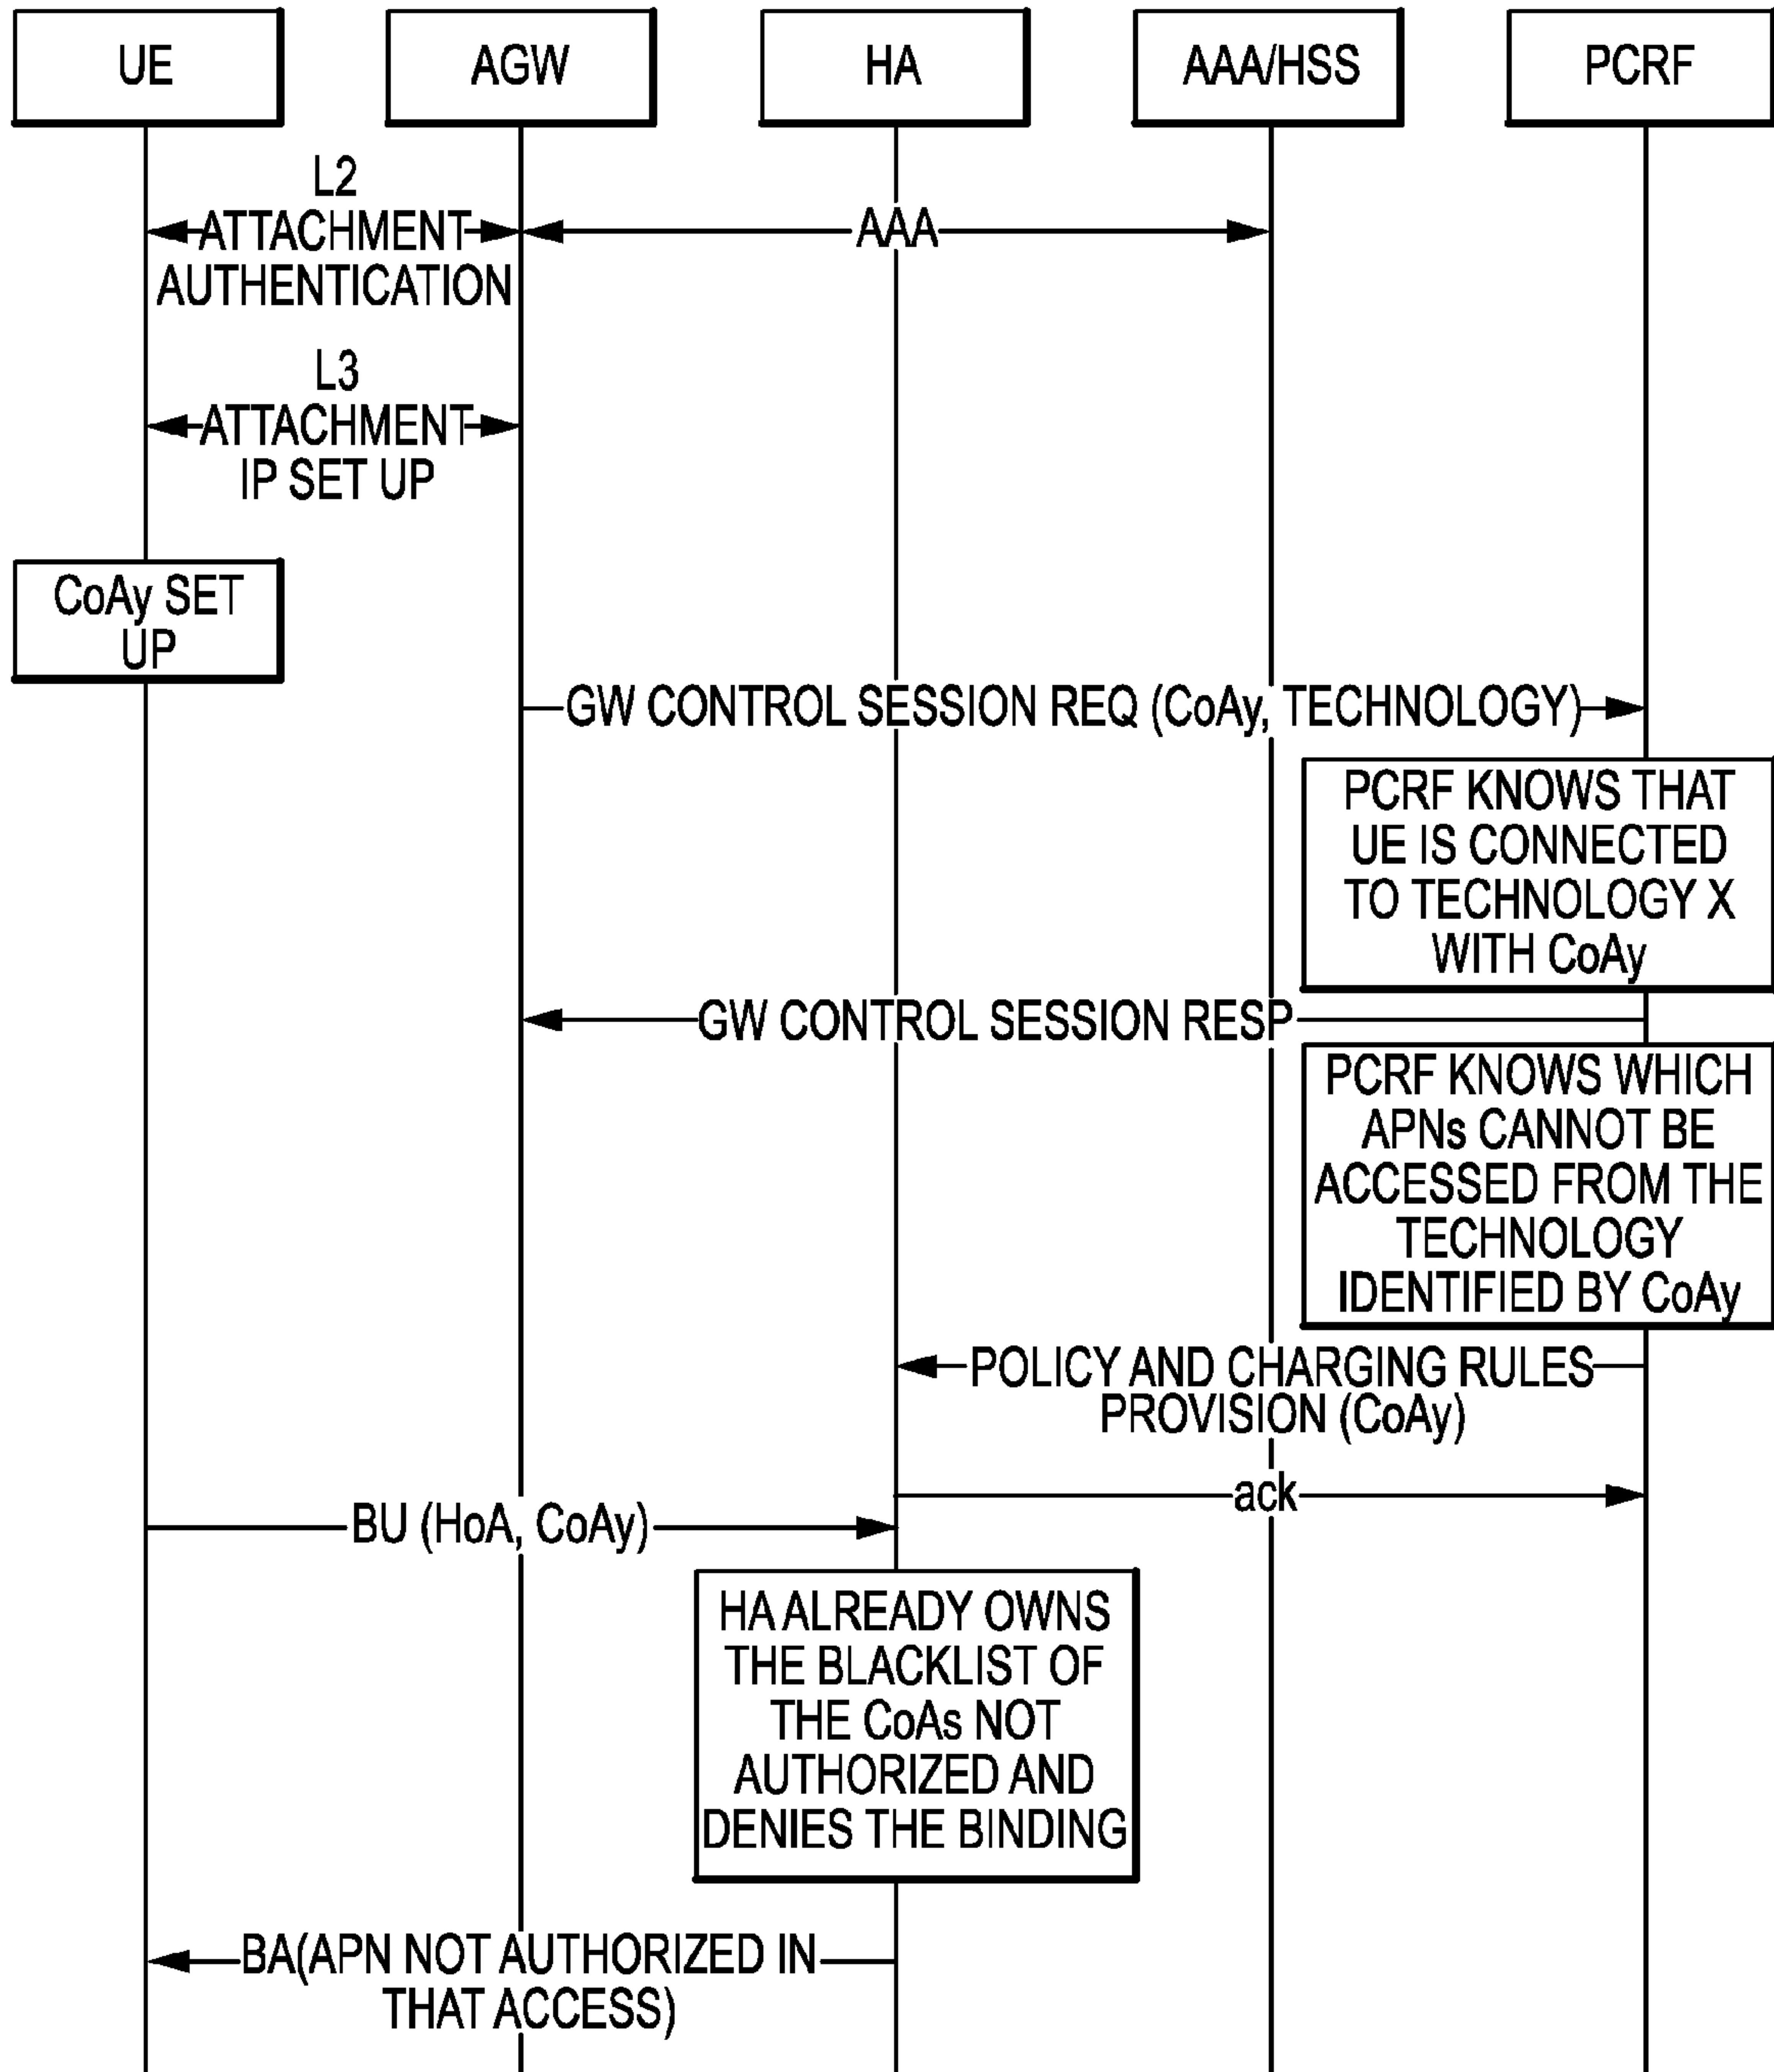 UE
AGW
HA
AAA/HSS
PCRF
L2
ATTACHMENT
AUTHENTICATION
AAA
L3
ATTACHMENT
IP SET UP
CoAy SET
UP
GW CONTROL SESSION REQ (CoAy, TECHNOLOGY)
PCRF KNOWS THAT
UE IS CONNECTED
TO TECHNOLOGY X
WITH CoAy
GW CONTROL SESSION RESP
PCRF KNOWS WHICH
APNs CANNOT BE
ACCESSED FROM THE
TECHNOLOGY
IDENTIFIED BY CoAy
POLICY AND CHARGING RULES
PROVISION (CoAy)
ack
BU (HoA, CoAy)
HA ALREADY OWNS
THE BLACKLIST OF
THE CoAs NOT
AUTHORIZED AND
DENIES THE BINDING
BA(APN NOT AUTHORIZED IN
THAT ACCESS)